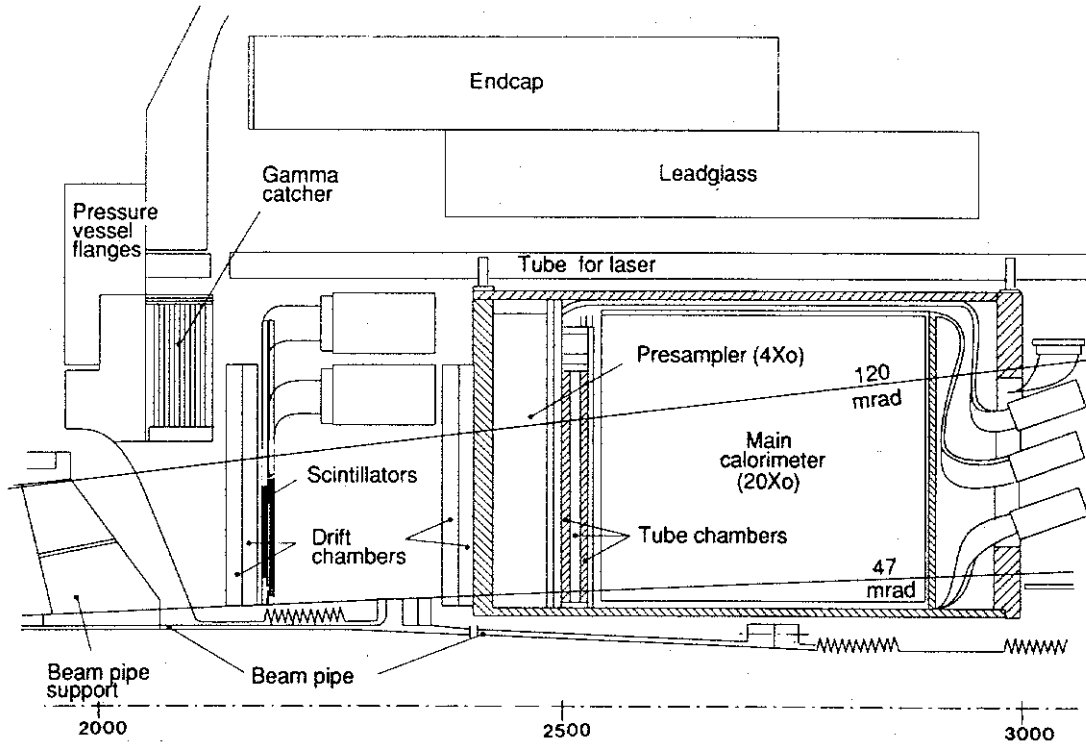 Endcap
Leadglass
Gamma
catcher
Pressure
vessel
flanges
Tube for laser
Presampler (4Xo)
120
mrad
Main
calorimeter
(20Xo)
Scintillators
Drift
chambers
Tube chambers
47
mrad
Beam pipe
support
Beam pipe
2000
2500
3000